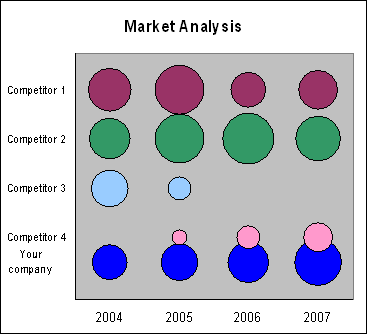 Market Analysis
Competitor 1
Competitor 2
Competitor 3
Competitor 4
Your
company
2004 2005 2006 2007